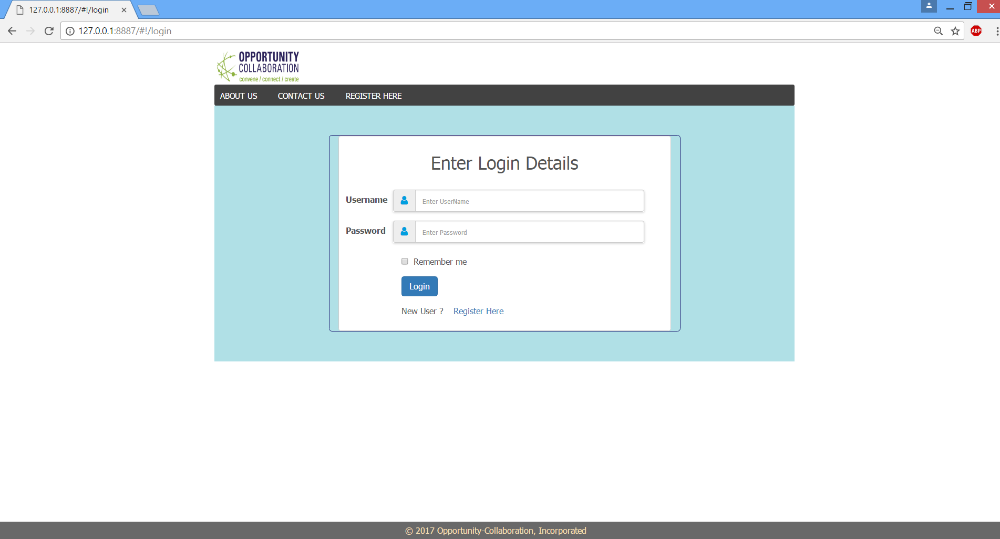 127.0.0.1:8887/#!/login
127.0.0.1:8887/#!/login
ABP
OPPORTUNITY
COLLABORATION
convene / connect / create
ABOUT US CONTACT US REGISTER HERE
Enter Login Details
Username Enter UserName
Password Enter Password
Remember me
Login
New User ? Register Here
© 2017 Opportunity-Collaboration, Incorporated